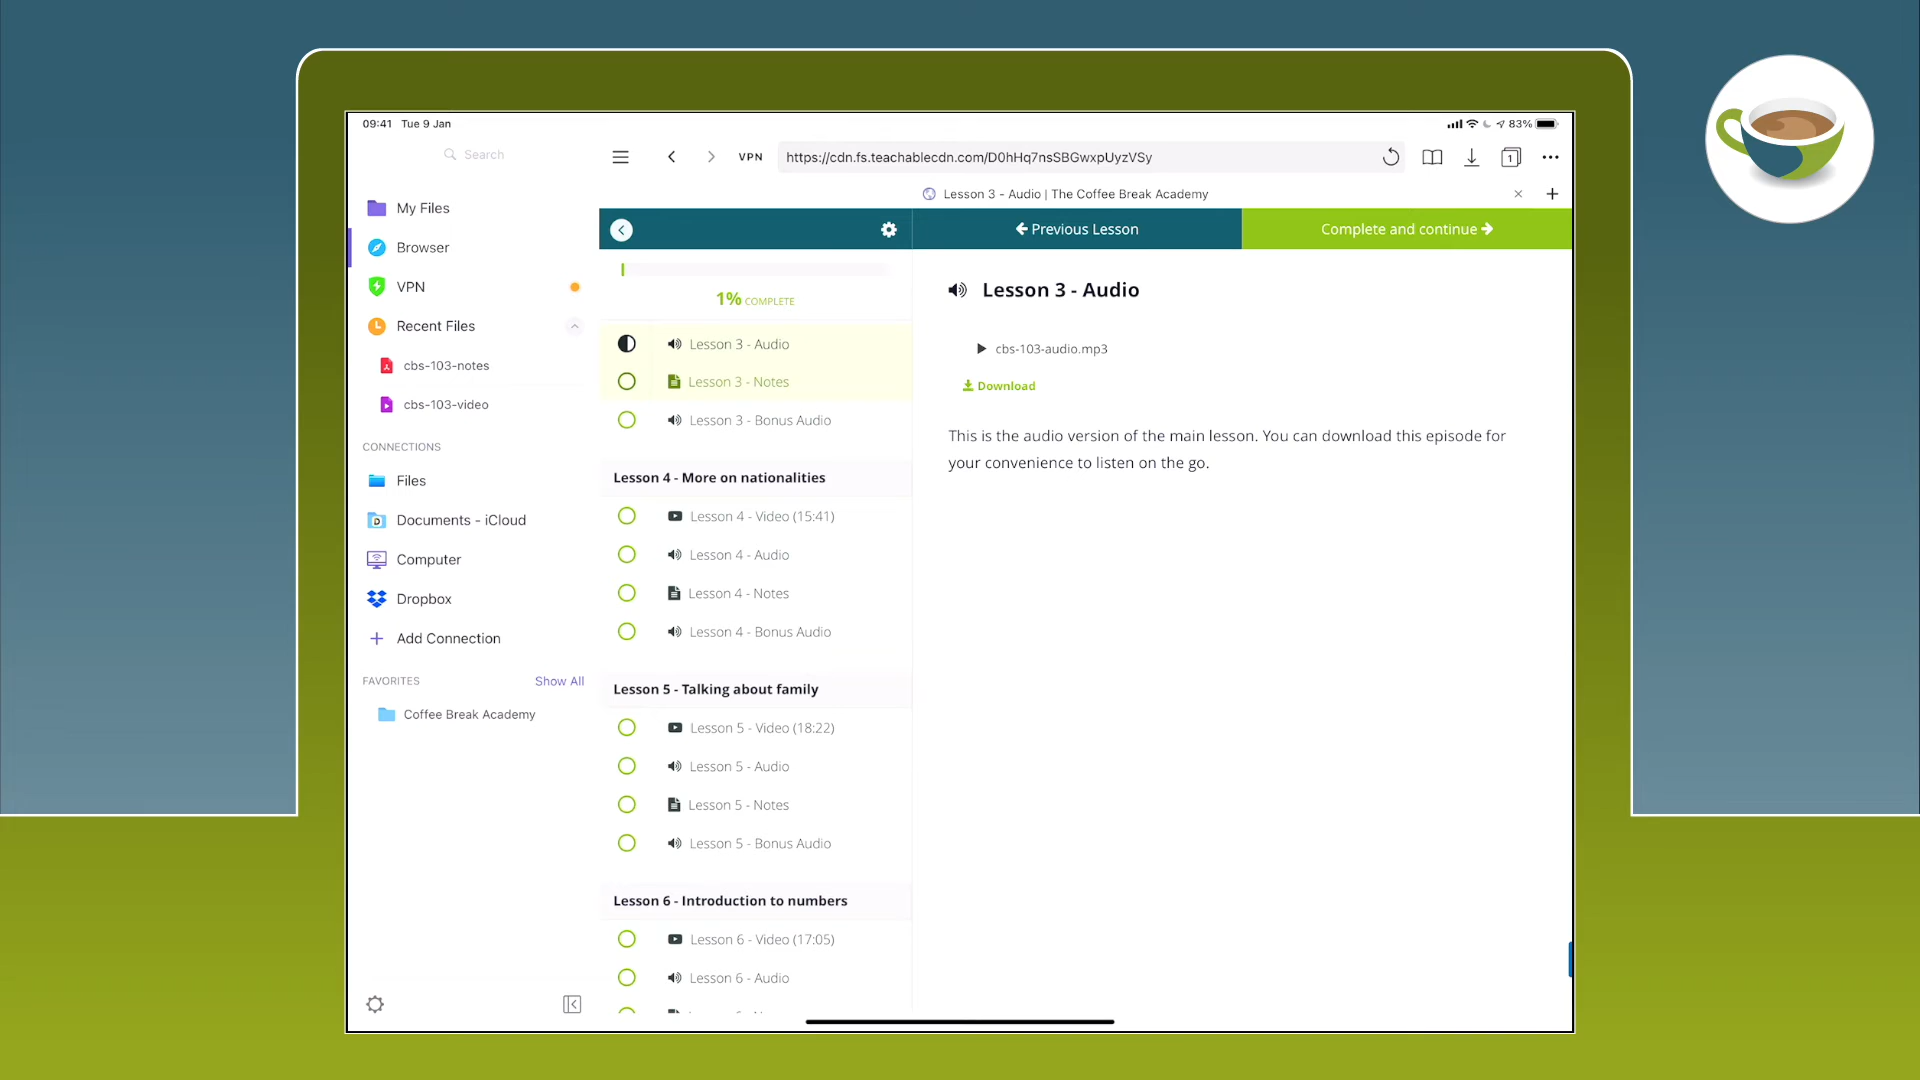 09:41 Tue 9 Jan
83%
Search
VPN
https://cdn.fs.teachablecdn.com/D0hHq7nsSBGwxpUyzVSy
1
Lesson 3 - Audio | The Coffee Break Academy
My Files
Browser
VPN
Recent Files
cbs-103-notes
cbs-103-video
CONNECTIONS
Files
Documents - iCloud
Computer
Dropbox
Add Connection
FAVORITES
Show All
Coffee Break Academy
Previous Lesson
Complete and continue
1% COMPLETE
Lesson 3 - Audio
Lesson 3 - Notes
Lesson 3 - Bonus Audio
Lesson 4 - More on nationalities
Lesson 4 - Video (15:41)
Lesson 4 - Audio
Lesson 4 - Notes
Lesson 4 - Bonus Audio
Lesson 5 - Talking about family
Lesson 5 - Video (18:22)
Lesson 5 - Audio
Lesson 5 - Notes
Lesson 5 - Bonus Audio
Lesson 6 - Introduction to numbers
Lesson 6 - Video (17:05)
Lesson 6 - Audio
Lesson 3 - Audio
cbs-103-audio.mp3
Download
This is the audio version of the main lesson. You can download this episode for
your convenience to listen on the go.